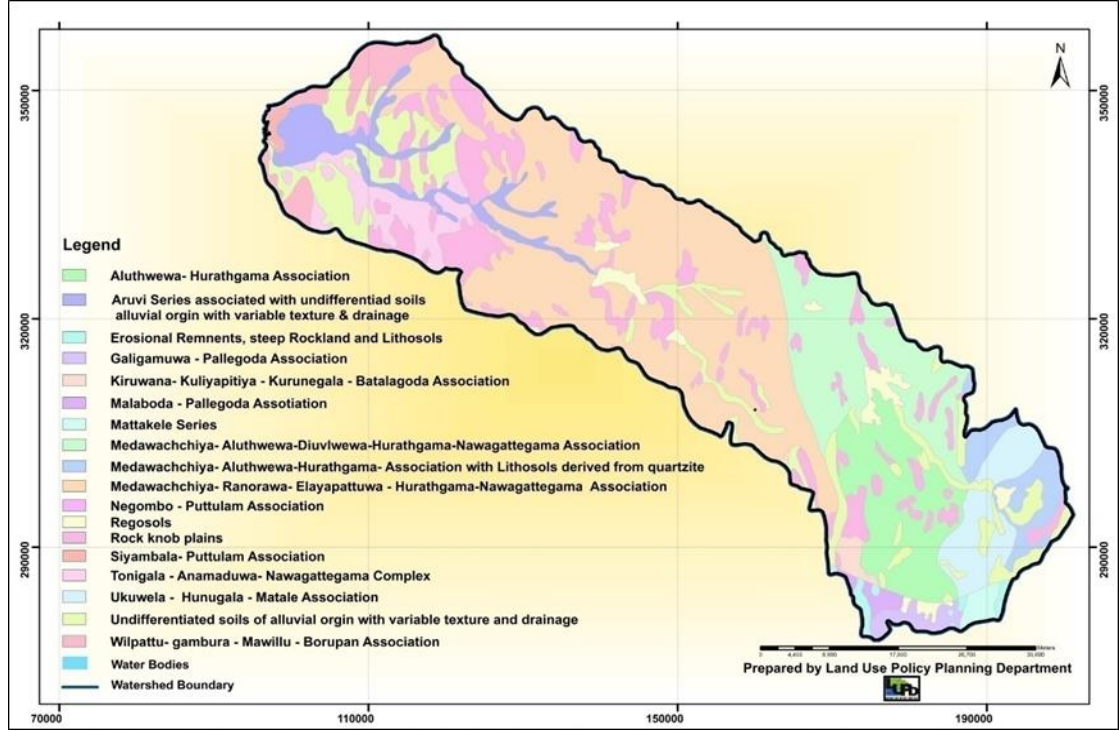 N
350000
350000
Legend
Aluthwewa- Hurathgama Association
Aruvi Series associated with undifferentiad soils
alluvial orgin with variable texture & drainage
320000
320000
Erosional Remnents, steep Rockland and Lithosols
Galigamuwa - Pallegoda Association
Kiruwana- Kuliyapitiya - Kurunegala - Batalagoda Association
Malaboda - Pallegoda Assotiation
Mattakele Series
Medawachchiya- Aluthwewa-Diuvlwewa-Hurathgama-Nawagattegama Association
Medawachchiya- Aluthwewa-Hurathgama- Association with Lithosols derived from quartzite
Medawachchiya- Ranorawa- Elayapattuwa - Hurathgama-Nawagattegama Association
Negombo - Puttulam Association
Regosols
Rock knob plains
290000
290000
Siyambala- Puttulam Association
Tonigala - Anamaduwa- Nawagattegama Complex
Ukuwela - Hunugala - Matale Association
Undifferentiated soils of alluvial orgin with variable texture and drainage
Wilpattu- gambura - Mawillu - Borupan Association
Water Bodies
Watershed Boundary
Meters
0
Prepared by Land Use Policy Planning Department
70000
110000
150000
190000